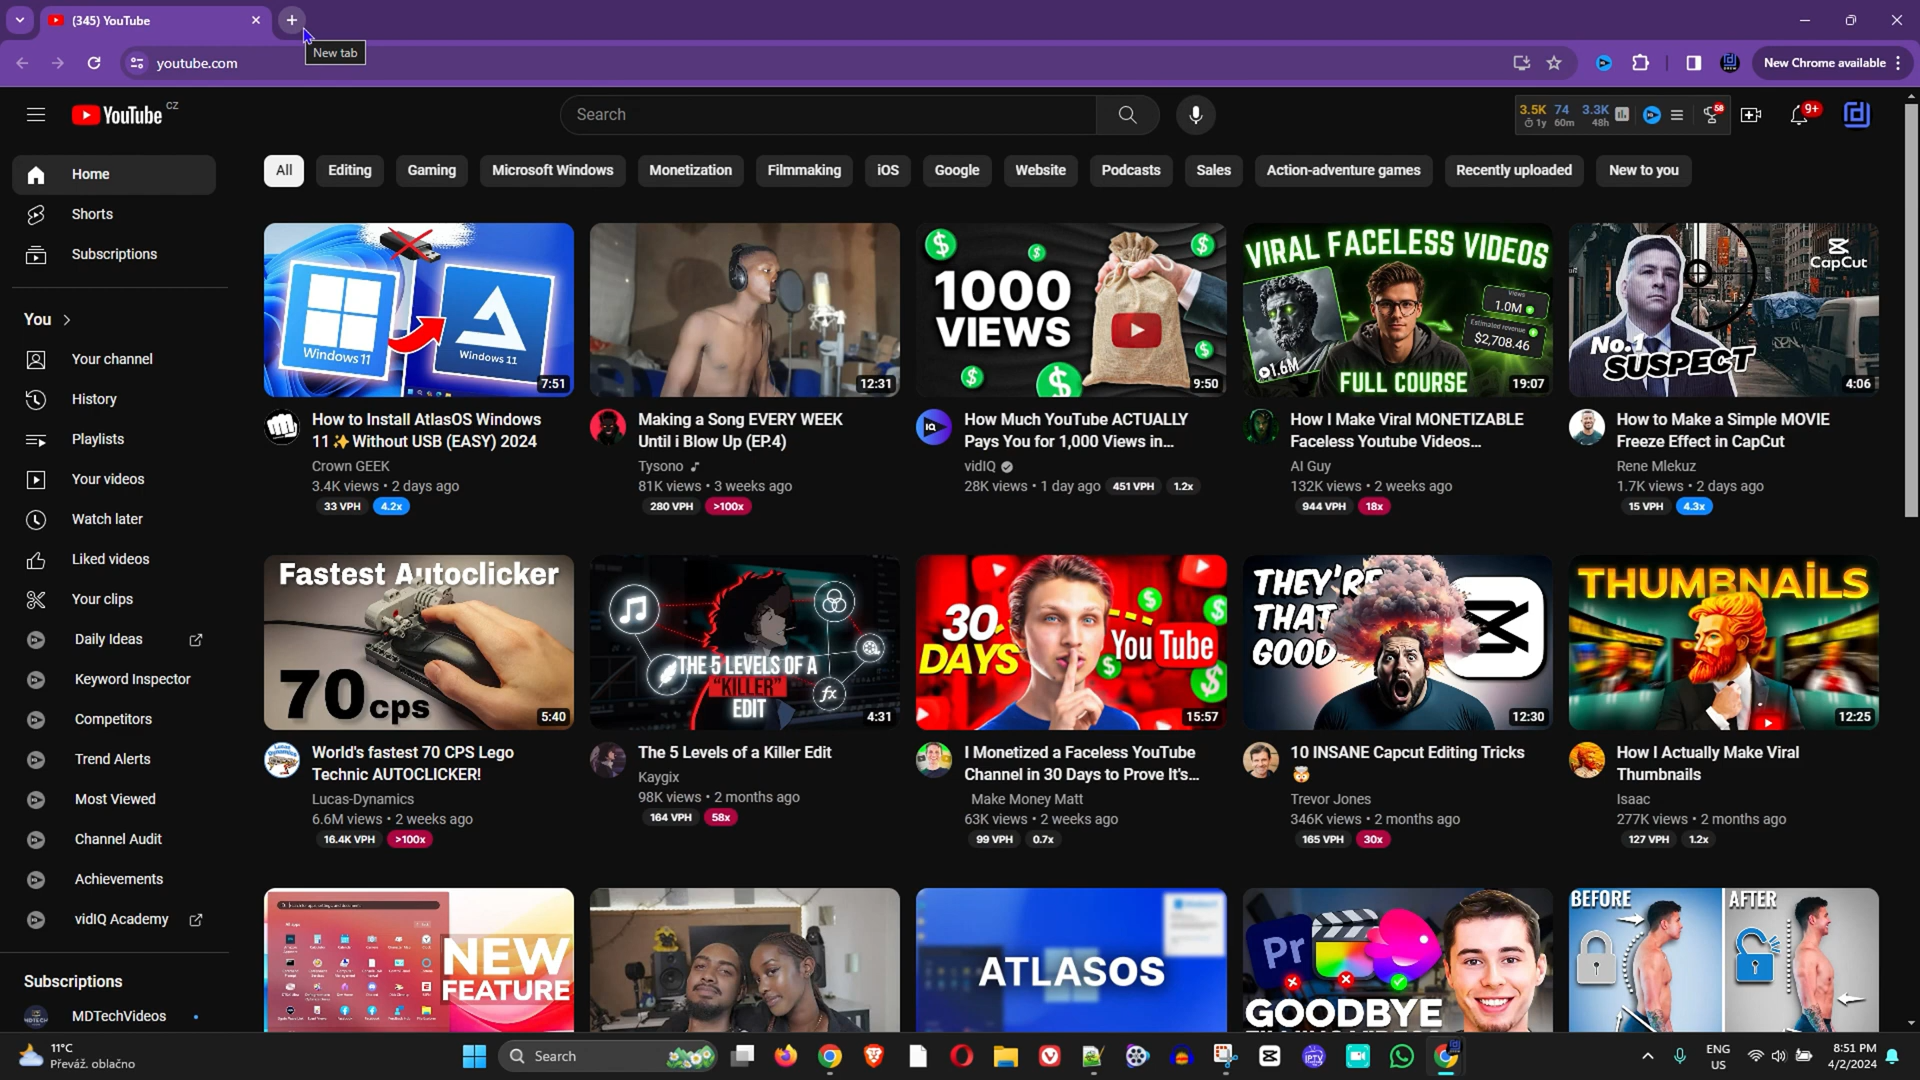 (345) YouTube
New tab
youtube.com
New Chrome available
YouTube CZ
Search
3.5K 74 3.3K
1y 60m 48h
58
9+
Home
Shorts
Subscriptions
You
Your channel
History
Playlists
Your videos
Watch later
Liked videos
Your clips
Daily Ideas
Keyword Inspector
Competitors
Trend Alerts
Most Viewed
Channel Audit
Achievements
vidIQ Academy
Subscriptions
MDTechVideos
All
Editing
Gaming
Microsoft Windows
Monetization
Filmmaking
iOS
Google
Website
Podcasts
Sales
Action-adventure games
Recently uploaded
New to you
Windows 11
Windows 11
7:51
How to Install AtlasOS Windows
11 ✨ Without USB (EASY) 2024
Crown GEEK
3.4K views • 2 days ago
33 VPH 4.2x
12:31
Making a Song EVERY WEEK
Until i Blow Up (EP.4)
Tysono
81K views • 3 weeks ago
280 VPH >100x
1000
VIEWS
9:50
IQ
How Much YouTube ACTUALLY
Pays You for 1,000 Views in...
vidIQ
28K views • 1 day ago 451 VPH 1.2x
VIRAL FACELESS VIDEOS
Views
1.0M
Estimated revenue
$2,708.46
1.6M
FULL COURSE
19:07
How I Make Viral MONETIZABLE
Faceless Youtube Videos...
AI Guy
132K views • 2 weeks ago
944 VPH 18x
CapCut
No.1
SUSPECT
4:06
How to Make a Simple MOVIE
Freeze Effect in CapCut
Rene Mlekuz
1.7K views • 2 days ago
15 VPH 4.3x
Fastest Autoclicker
70 cps
5:40
World's fastest 70 CPS Lego
Technic AUTOCLICKER!
Lucas-Dynamics
6.6M views • 2 weeks ago
16.4K VPH >100x
THE 5 LEVELS OF A
"KILLER"
EDIT
fx
4:31
The 5 Levels of a Killer Edit
Kaygix
98K views • 2 months ago
164 VPH 58x
30
DAYS
YouTube
15:57
I Monetized a Faceless YouTube
Channel in 30 Days to Prove It's...
Make Money Matt
63K views • 2 weeks ago
99 VPH 0.7x
THEY'RE
THAT
GOOD
12:30
10 INSANE Capcut Editing Tricks
🤯
Trevor Jones
346K views • 2 months ago
165 VPH 30x
THUMBNAiLS
12:25
How I Actually Make Viral
Thumbnails
Isaac
277K views • 2 months ago
127 VPH 1.2x
NEW
FEATURE
ATLASOS
Pr
GOODBYE
BEFORE
AFTER
11°C
Převáž. oblačno
Search
IPTV
ENG
US
8:51 PM
4/2/2024